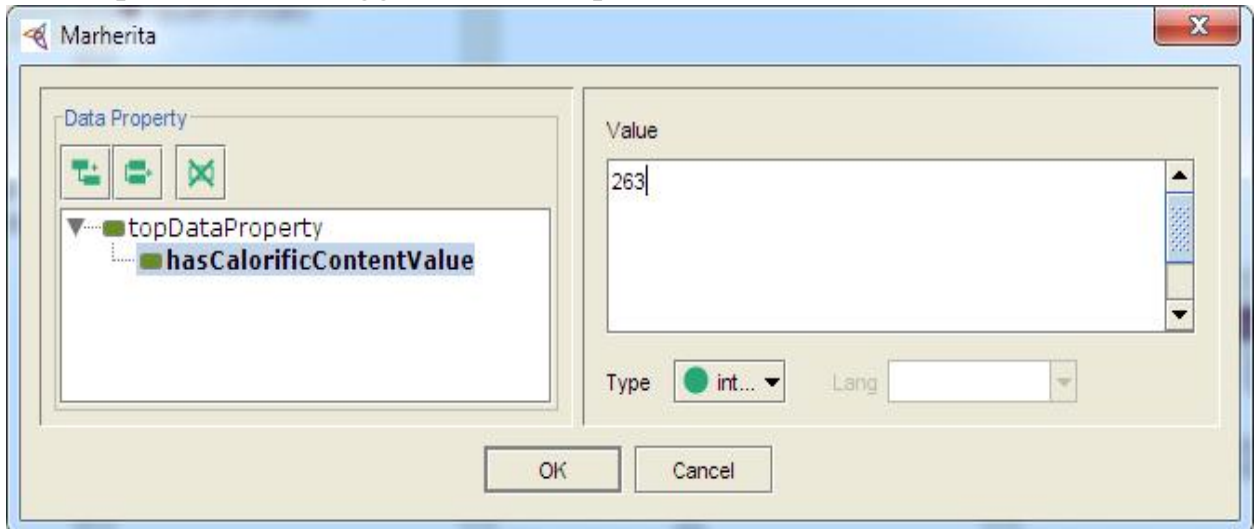 Marherita
X
Data Property
topDataProperty
hasCalorificContentValue
Value
263
Type
int...
Lang
OK
Cancel